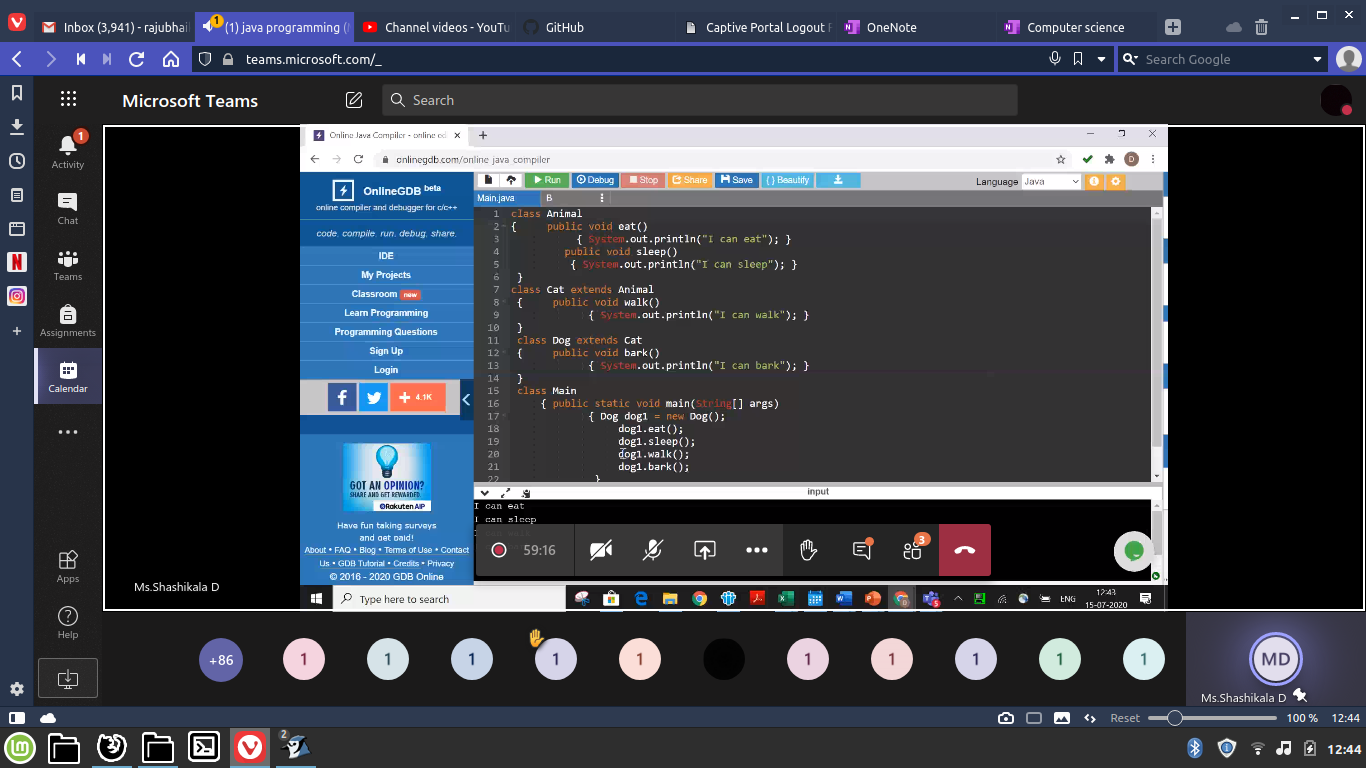 Inbox (3,941) - rajubhai
1
(1) java programming (
Channel videos - YouTu
GitHub
Captive Portal Logout
OneNote
Computer science
teams.microsoft.com/_
Search Google
Microsoft Teams
Search
1
Activity
Chat
Teams
Assignments
Calendar
Apps
Help
Online Java Compiler - online ed
onlinegdb.com/online_java_compiler
D
OnlineGDB beta
online compiler and debugger for c/c++
code. compile. run. debug. share.
IDE
My Projects
Classroom new
Learn Programming
Programming Questions
Sign Up
Login
f
+ 4.1K
GOT AN OPINION?
SHARE AND GET REWARDED.
Rakuten AIP
Have fun taking surveys
and get paid!
About • FAQ • Blog • Terms of Use • Contact
Us • GDB Tutorial • Credits • Privacy
© 2016 - 2020 GDB Online
Run
Debug
Stop
Share
Save
{ } Beautify
Language Java
Main.java
B
1 class Animal
2 { public void eat()
3 { System.out.println("I can eat"); }
4 public void sleep()
5 { System.out.println("I can sleep"); }
6 }
7 class Cat extends Animal
8 { public void walk()
9 { System.out.println("I can walk"); }
10 }
11 class Dog extends Cat
12 { public void bark()
13 { System.out.println("I can bark"); }
14 }
15 class Main
16 { public static void main(String[] args)
17 { Dog dog1 = new Dog();
18 dog1.eat();
19 dog1.sleep();
20 dog1.walk();
21 dog1.bark();
22 }
input
I can eat
I can sleep
59:16
3
Ms.Shashikala D
Type here to search
ENG
12:43
15-07-2020
+86
1
1
1
1
1
1
1
1
1
1
MD
Ms.Shashikala D
Reset
100 %
12:44
2
12:44